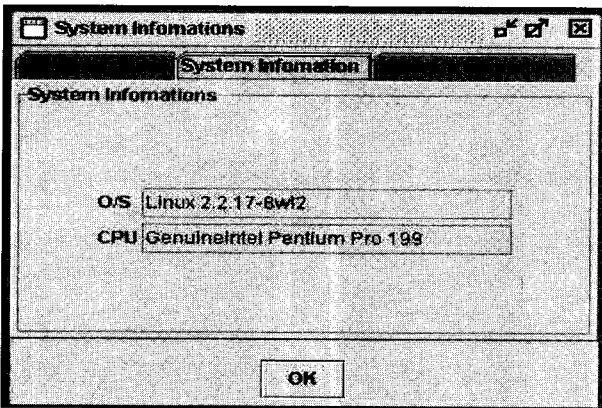 System Infomations
System Infomation
System Infomations
O/S Linux 2.2.17-8wl2
CPU GenuineIntel Pentium Pro 199
OK